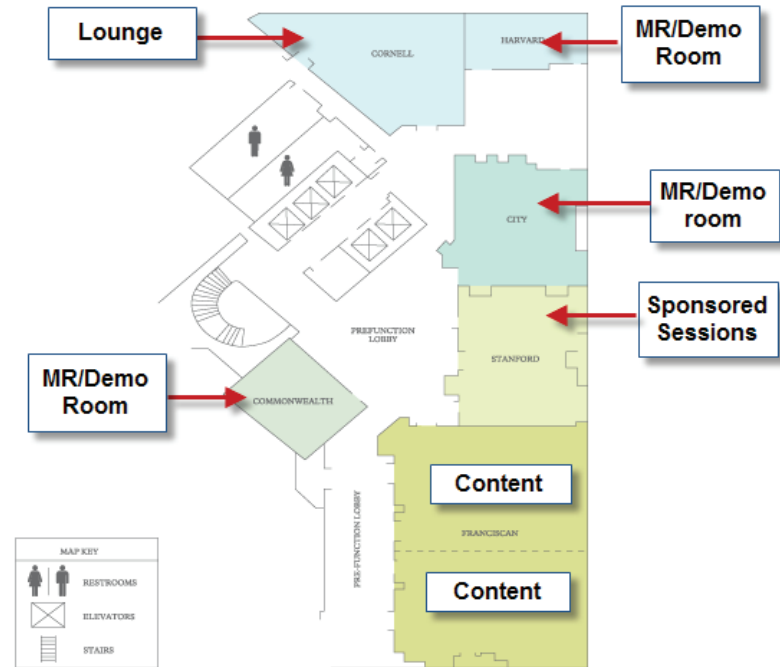 Lounge
CORNELL
HARVARD
MR/Demo
Room
CITY
MR/Demo
room
Sponsored
Sessions
PREFUNCTION
LOBBY
STANFORD
MR/Demo
Room
COMMONWEALTH
Content
PRE-FUNCTION LOBBY
FRANCISCAN
Content
MAP KEY
RESTROOMS
ELEVATORS
STAIRS